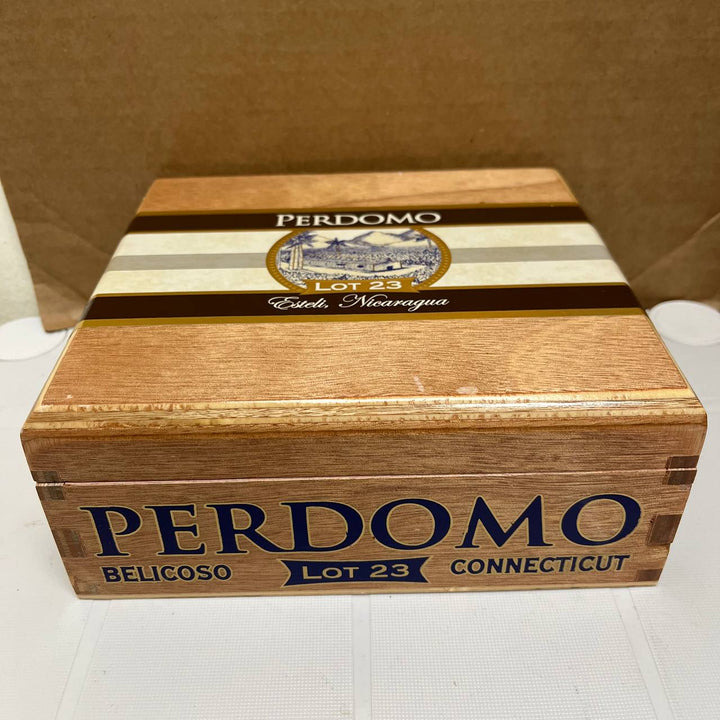 PERDOMO
LOT 23
Estelí, Nicaragua
PERDOMO
BELICOSO LOT 23 CONNECTICUT